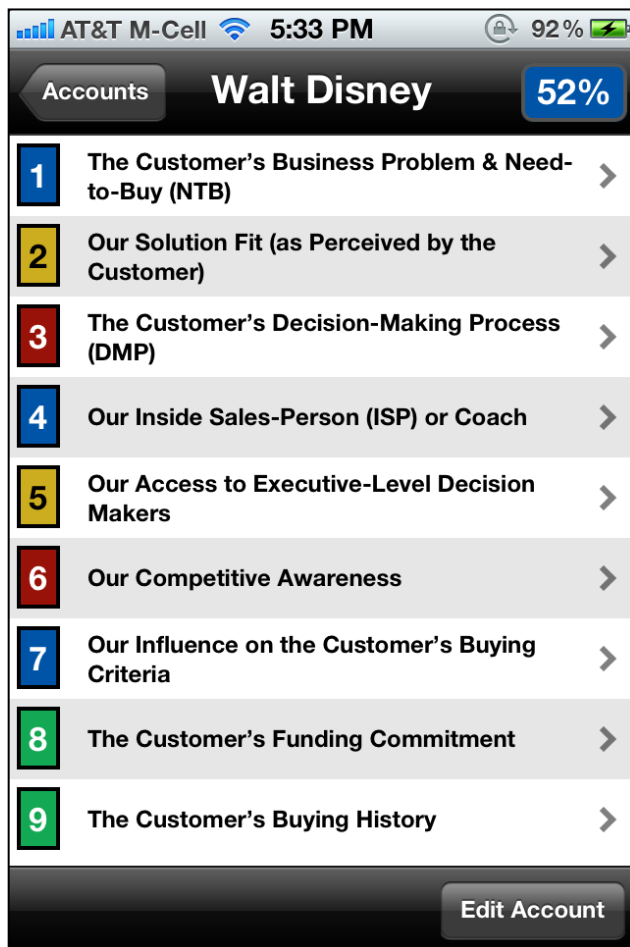 AT&T M-Cell 5:33 PM 92%
Accounts Walt Disney 52%
1 The Customer’s Business Problem & Need-
to-Buy (NTB)
2 Our Solution Fit (as Perceived by the
Customer)
3 The Customer’s Decision-Making Process
(DMP)
4 Our Inside Sales-Person (ISP) or Coach
5 Our Access to Executive-Level Decision
Makers
6 Our Competitive Awareness
7 Our Influence on the Customer’s Buying
Criteria
8 The Customer’s Funding Commitment
9 The Customer’s Buying History
Edit Account